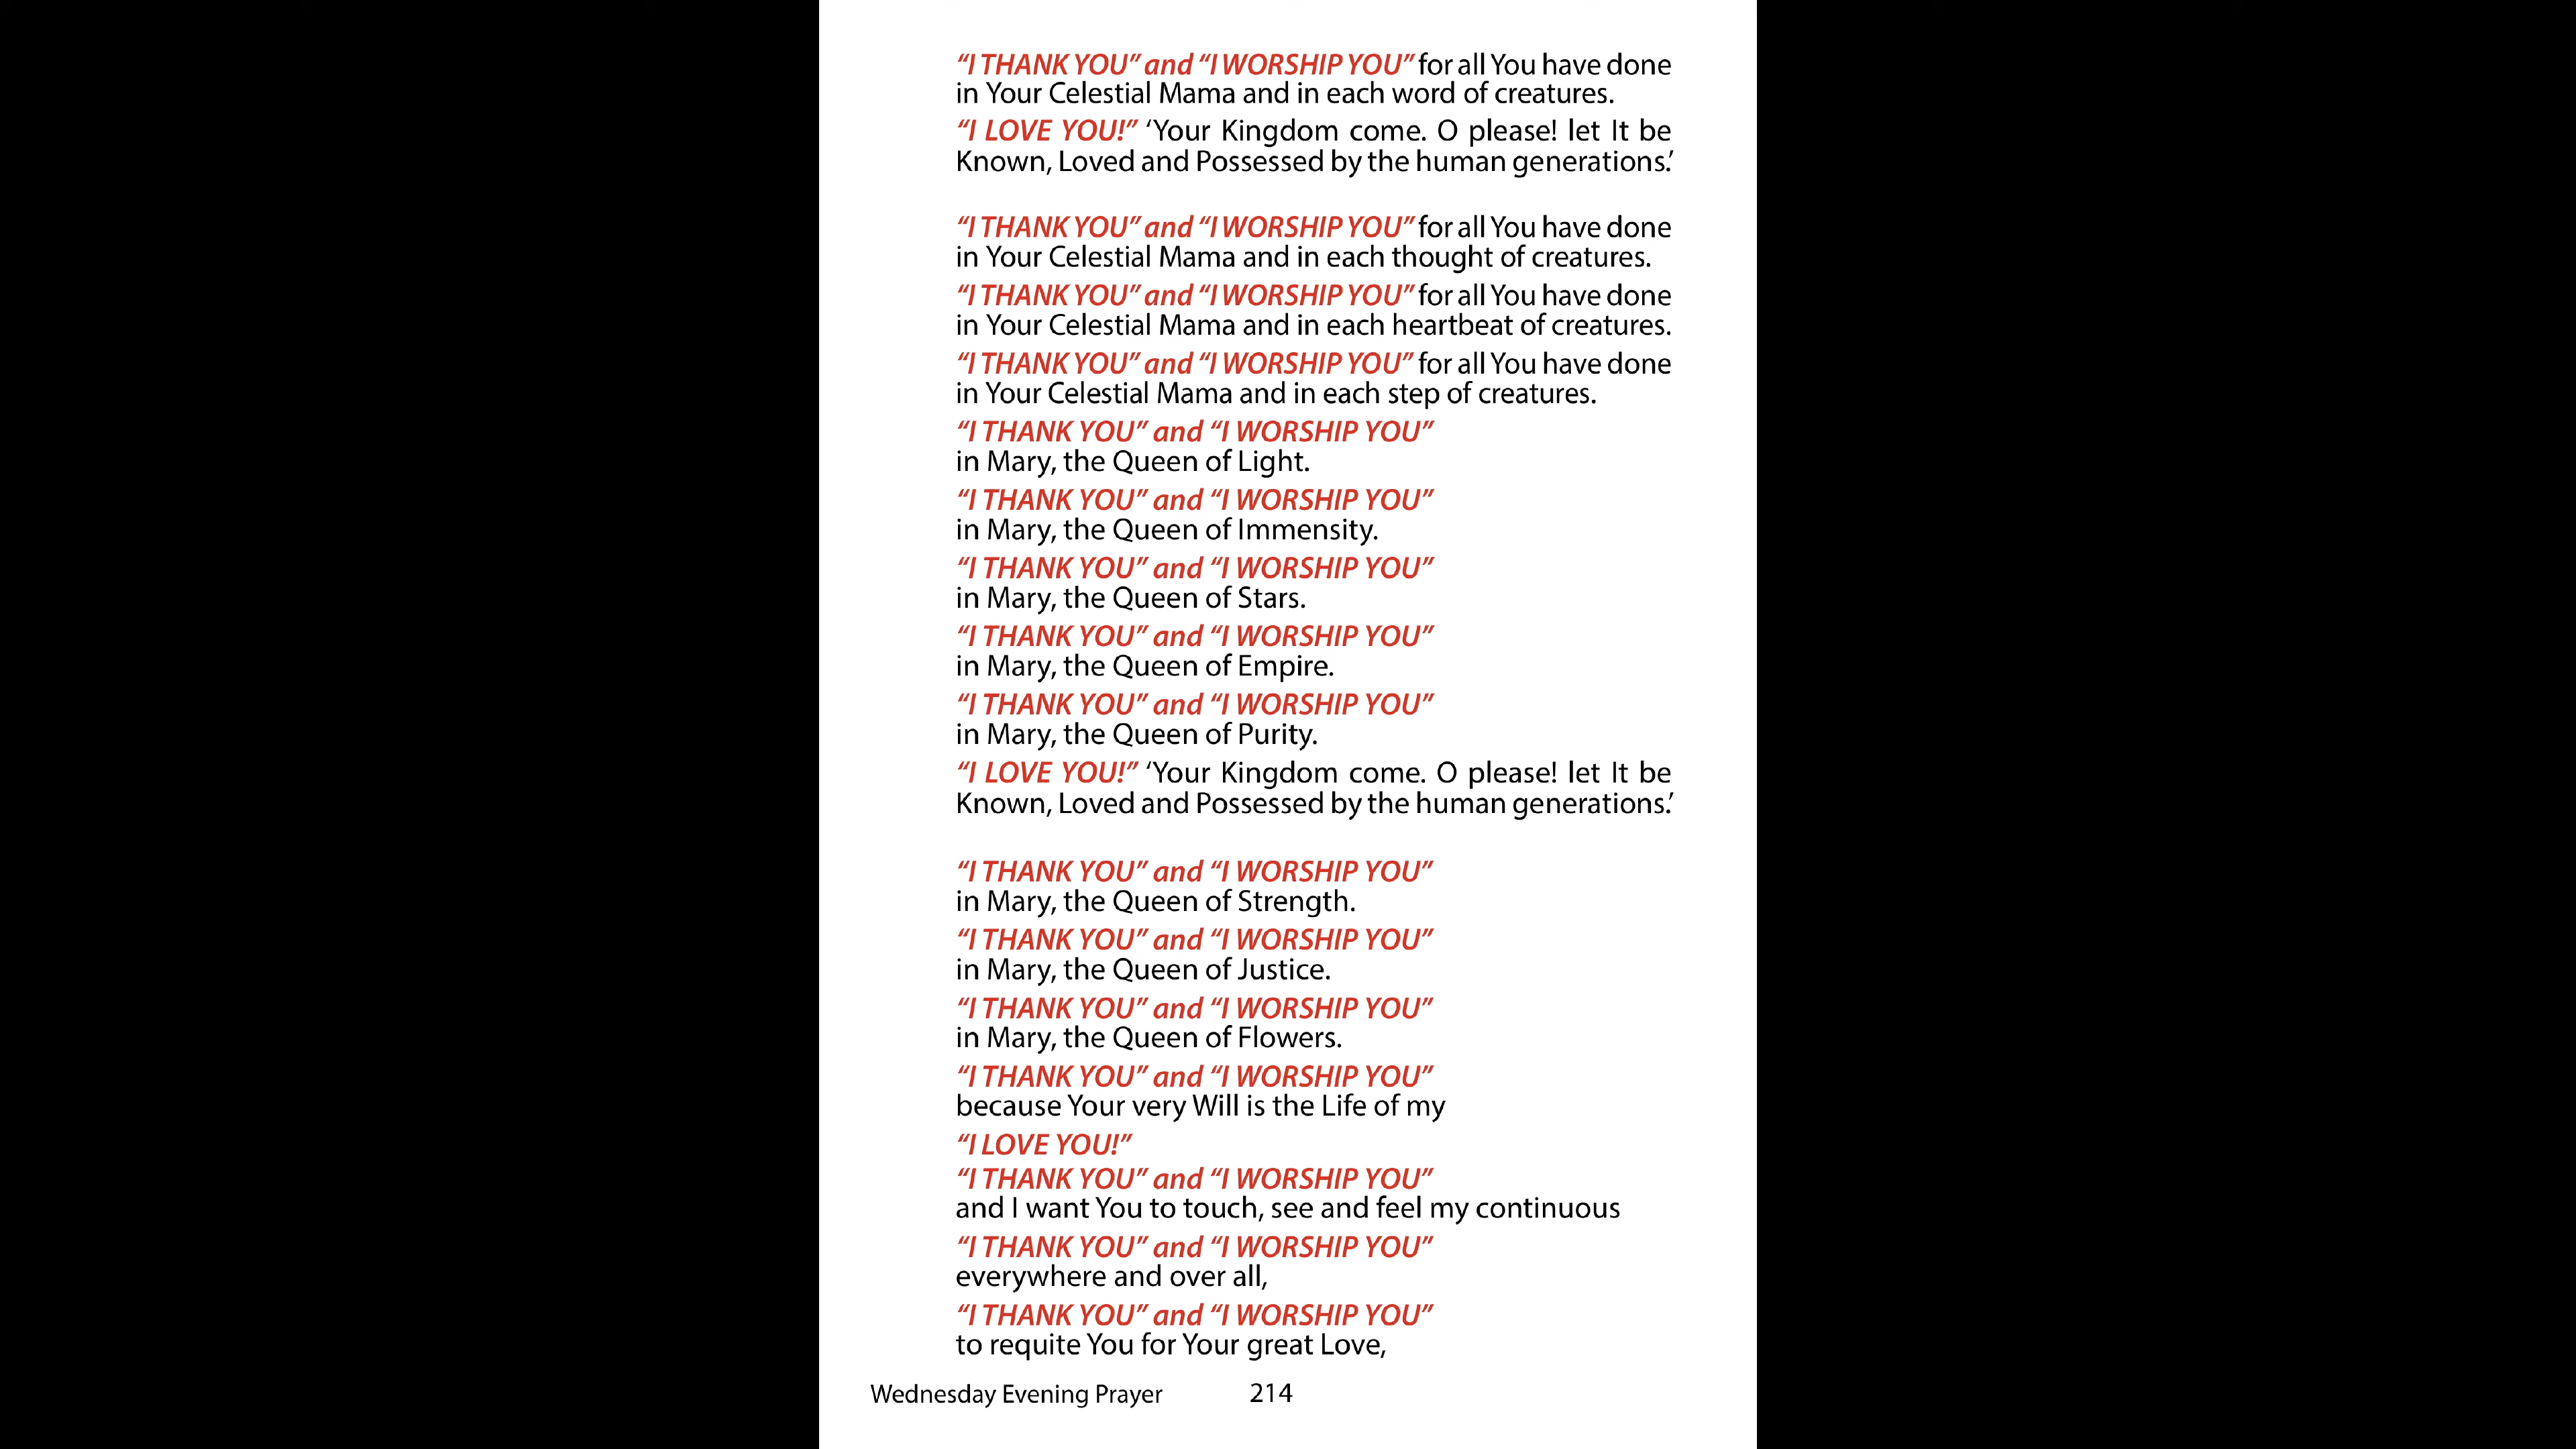 “I THANK YOU” and “I WORSHIP YOU” for all You have done
in Your Celestial Mama and in each word of creatures.
“I LOVE YOU!” ‘Your Kingdom come. O please! let It be
Known, Loved and Possessed by the human generations.’
“I THANK YOU” and “I WORSHIP YOU” for all You have done
in Your Celestial Mama and in each thought of creatures.
“I THANK YOU” and “I WORSHIP YOU” for all You have done
in Your Celestial Mama and in each heartbeat of creatures.
“I THANK YOU” and “I WORSHIP YOU” for all You have done
in Your Celestial Mama and in each step of creatures.
“I THANK YOU” and “I WORSHIP YOU”
in Mary, the Queen of Light.
“I THANK YOU” and “I WORSHIP YOU”
in Mary, the Queen of Immensity.
“I THANK YOU” and “I WORSHIP YOU”
in Mary, the Queen of Stars.
“I THANK YOU” and “I WORSHIP YOU”
in Mary, the Queen of Empire.
“I THANK YOU” and “I WORSHIP YOU”
in Mary, the Queen of Purity.
“I LOVE YOU!” ‘Your Kingdom come. O please! let It be
Known, Loved and Possessed by the human generations.’
“I THANK YOU” and “I WORSHIP YOU”
in Mary, the Queen of Strength.
“I THANK YOU” and “I WORSHIP YOU”
in Mary, the Queen of Justice.
“I THANK YOU” and “I WORSHIP YOU”
in Mary, the Queen of Flowers.
“I THANK YOU” and “I WORSHIP YOU”
because Your very Will is the Life of my
“I LOVE YOU!”
“I THANK YOU” and “I WORSHIP YOU”
and I want You to touch, see and feel my continuous
“I THANK YOU” and “I WORSHIP YOU”
everywhere and over all,
“I THANK YOU” and “I WORSHIP YOU”
to requite You for Your great Love,
Wednesday Evening Prayer 214